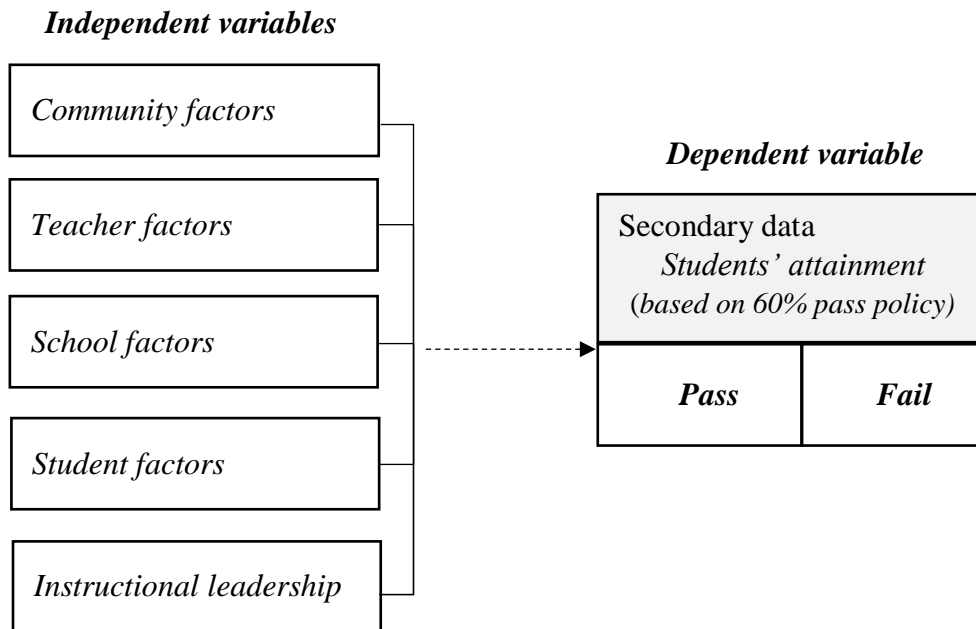 Independent variables
Community factors
Teacher factors
School factors
Student factors
Instructional leadership
Dependent variable
Secondary data
Students’ attainment
(based on 60% pass policy)
Pass
Fail